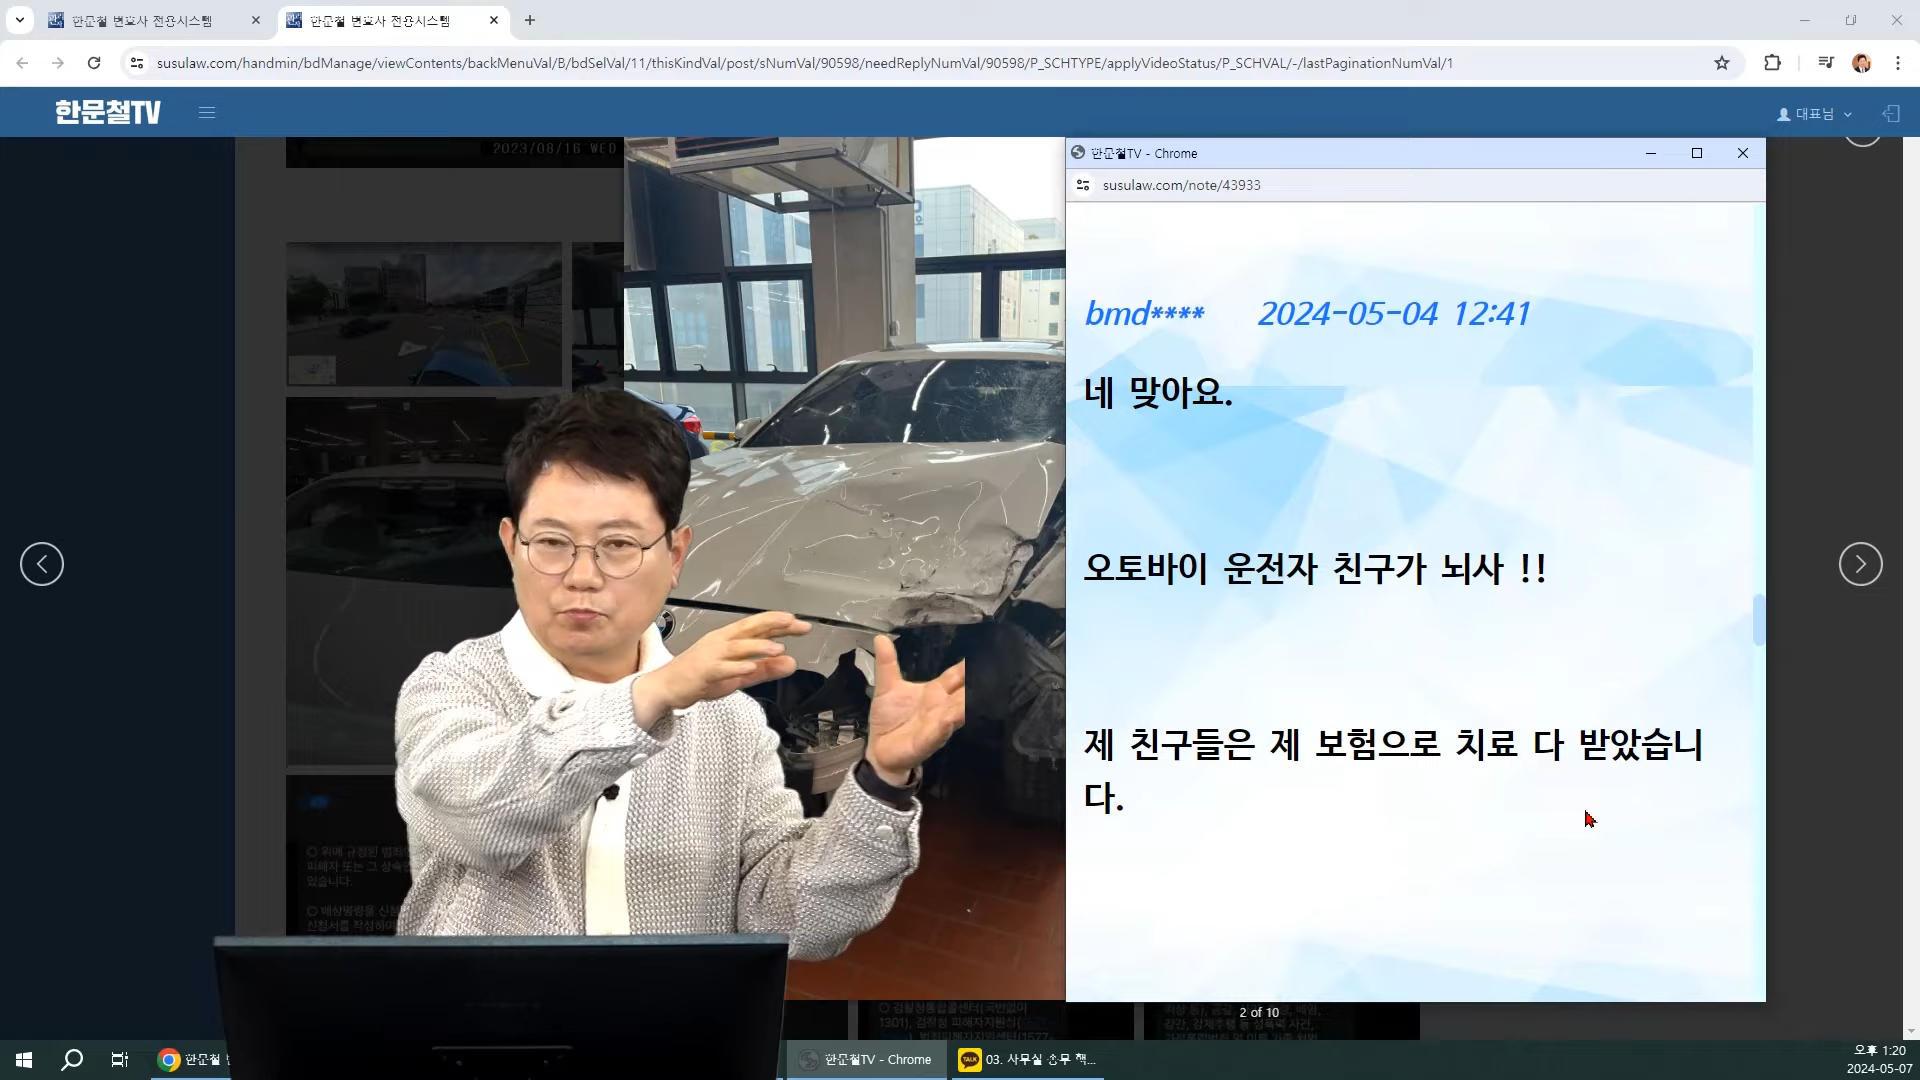 한문철 변호사 전용시스템
한문철 변호사 전용시스템
susulaw.com/handmin/bdManage/viewContents/backMenuVal/B/bdSelVal/11/thisKindVal/post/sNumVal/90598/needReplyNumVal/90598/P_SCHTYPE/applyVideoStatus/P_SCHVAL/-/lastPaginationNumVal/1
한문철TV
대표님
2023/08/16 WED
한문철TV - Chrome
susulaw.com/note/43933
bmd**** 2024-05-04 12:41
네 맞아요.
오토바이 운전자 친구가 뇌사 !!
제 친구들은 제 보험으로 치료 다 받았습니
다.
2 of 10
한문철
한문철TV - Chrome
TALK
03. 사무실 송무 핵...
오후 1:20
2024-05-07